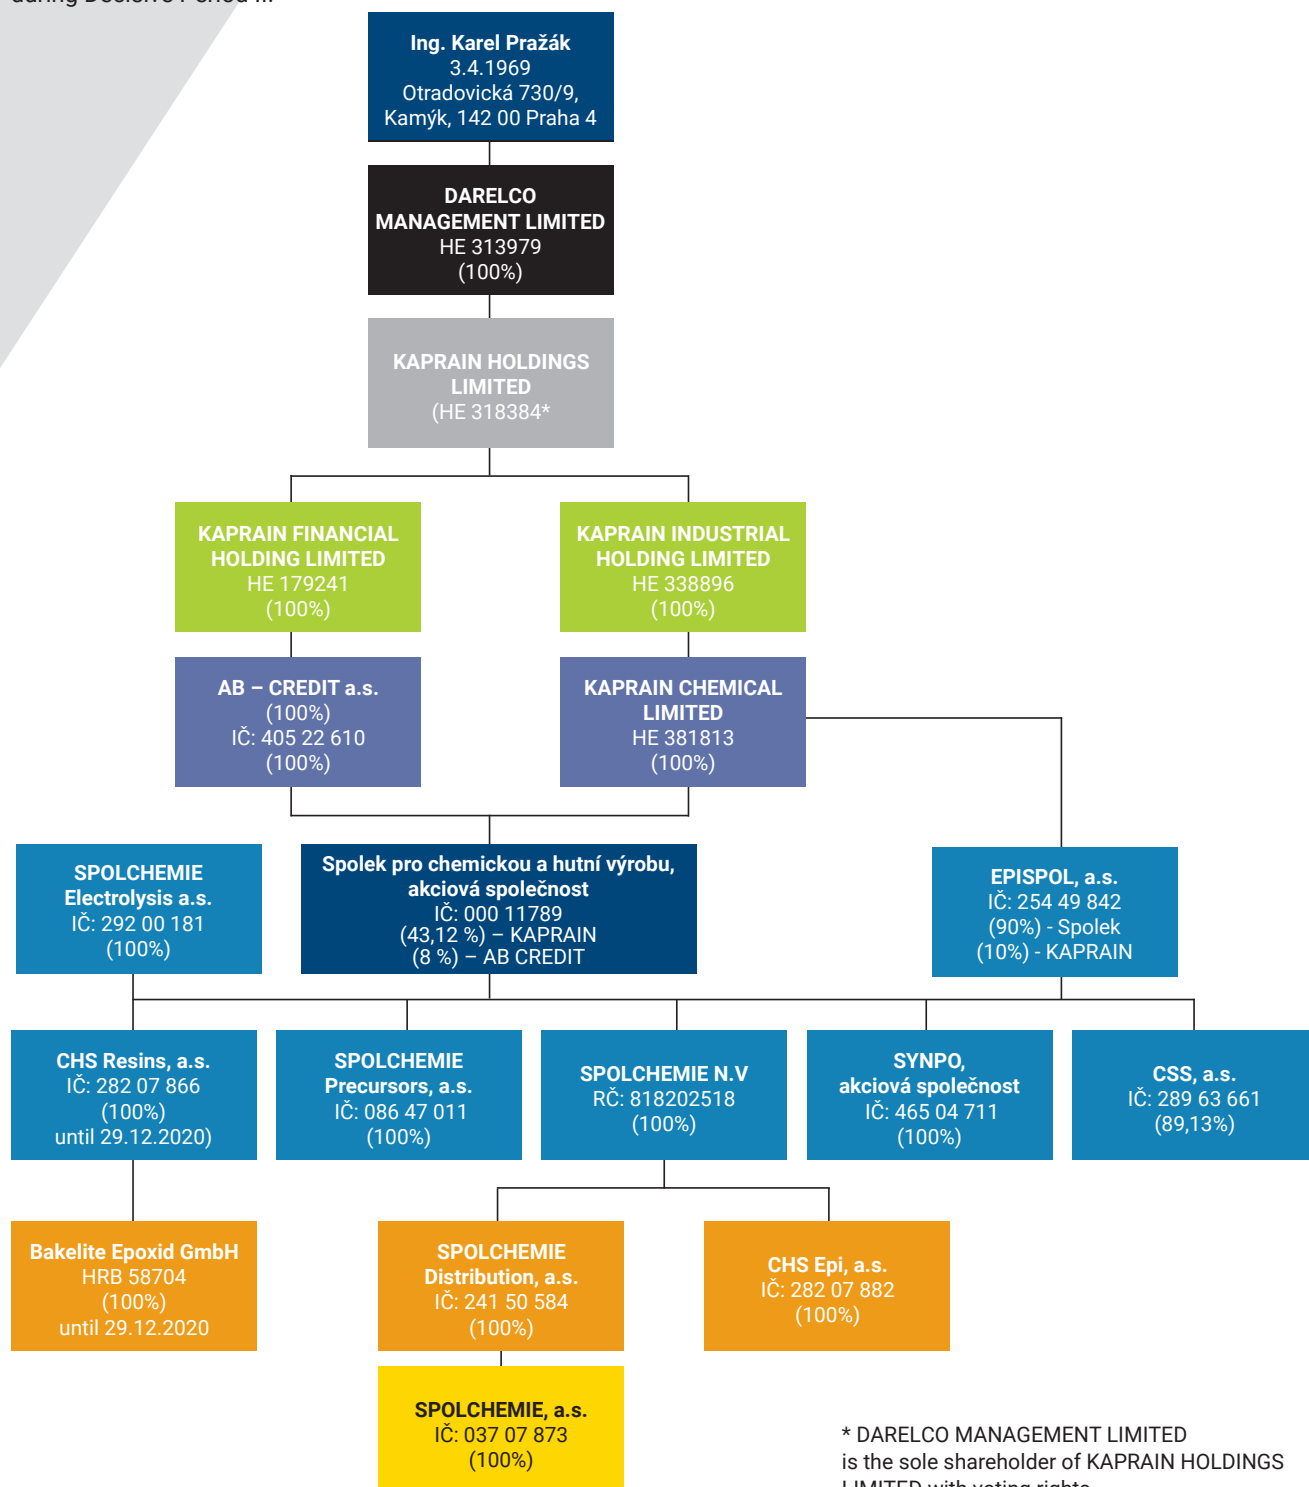 Ing. Karel Pražák
3.4.1969
Otradovická 730/9,
Kamýk, 142 00 Praha 4
DARELCO
MANAGEMENT LIMITED
HE 313979
(100%)
KAPRAIN HOLDINGS
LIMITED
(HE 318384*
KAPRAIN FINANCIAL
HOLDING LIMITED
HE 179241
(100%)
KAPRAIN INDUSTRIAL
HOLDING LIMITED
HE 338896
(100%)
AB – CREDIT a.s.
(100%)
IČ: 405 22 610
(100%)
KAPRAIN CHEMICAL
LIMITED
HE 381813
(100%)
SPOLCHEMIE
Electrolysis a.s.
IČ: 292 00 181
(100%)
Spolek pro chemickou a hutní výrobu,
akciová společnost
IČ: 000 11789
(43,12 %) – KAPRAIN
(8 %) – AB CREDIT
EPISPOL, a.s.
IČ: 254 49 842
(90%) - Spolek
(10%) - KAPRAIN
CHS Resins, a.s.
IČ: 282 07 866
(100%)
until 29.12.2020)
SPOLCHEMIE
Precursors, a.s.
IČ: 086 47 011
(100%)
SPOLCHEMIE N.V
RČ: 818202518
(100%)
SYNPO,
akciová společnost
IČ: 465 04 711
(100%)
CSS, a.s.
IČ: 289 63 661
(89,13%)
Bakelite Epoxid GmbH
HRB 58704
(100%)
until 29.12.2020
SPOLCHEMIE
Distribution, a.s.
IČ: 241 50 584
(100%)
CHS Epi, a.s.
IČ: 282 07 882
(100%)
SPOLCHEMIE, a.s.
IČ: 037 07 873
(100%)
* DARELCO MANAGEMENT LIMITED
is the sole shareholder of KAPRAIN HOLDINGS
LIMITED with voting rights